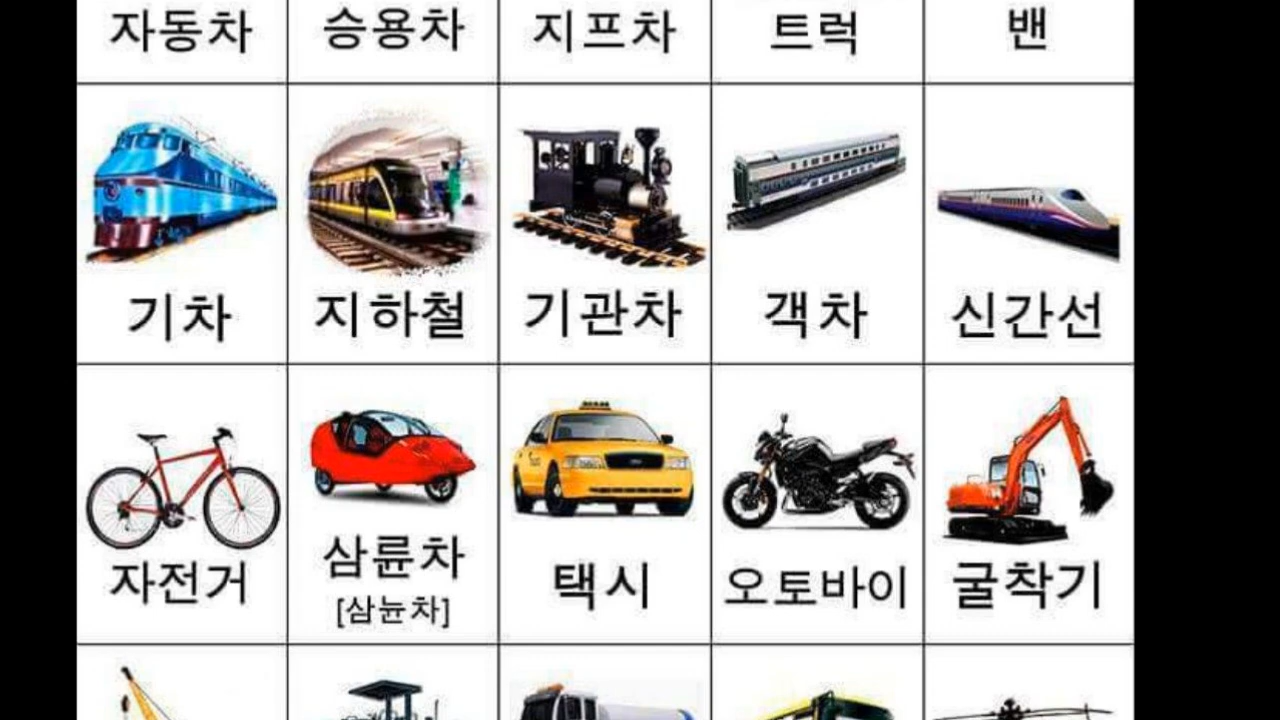 자동차 승용차 지프차 트럭 밴
기차 지하철 기관차 객차 신간선
자전거 삼륜차 택시 오토바이 굴착기
[삼뉸차]